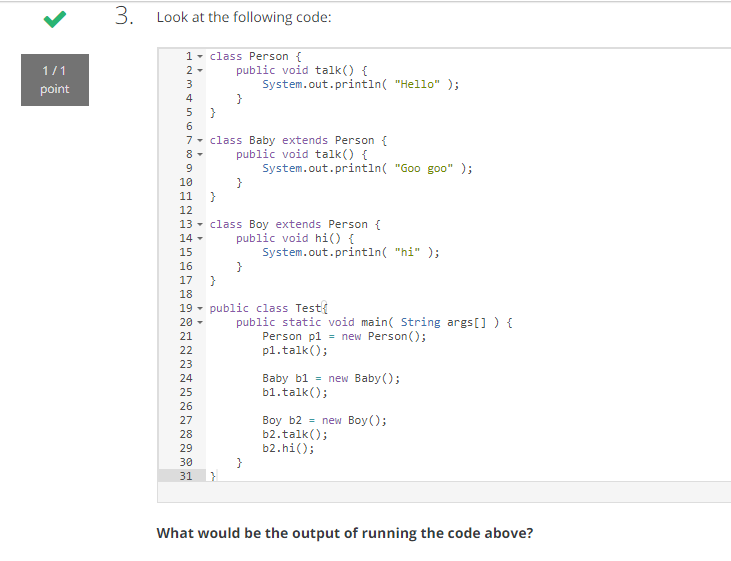 3. Look at the following code:
1 / 1
point
1 class Person {
2     public void talk() {
3         System.out.println( "Hello" );
4     }
5 }
6
7 class Baby extends Person {
8     public void talk() {
9         System.out.println( "Goo goo" );
10     }
11 }
12
13 class Boy extends Person {
14     public void hi() {
15         System.out.println( "hi" );
16     }
17 }
18
19 public class Test{
20     public static void main( String args[] ) {
21         Person p1 = new Person();
22         p1.talk();
23
24         Baby b1 = new Baby();
25         b1.talk();
26
27         Boy b2 = new Boy();
28         b2.talk();
29         b2.hi();
30     }
31 }
What would be the output of running the code above?